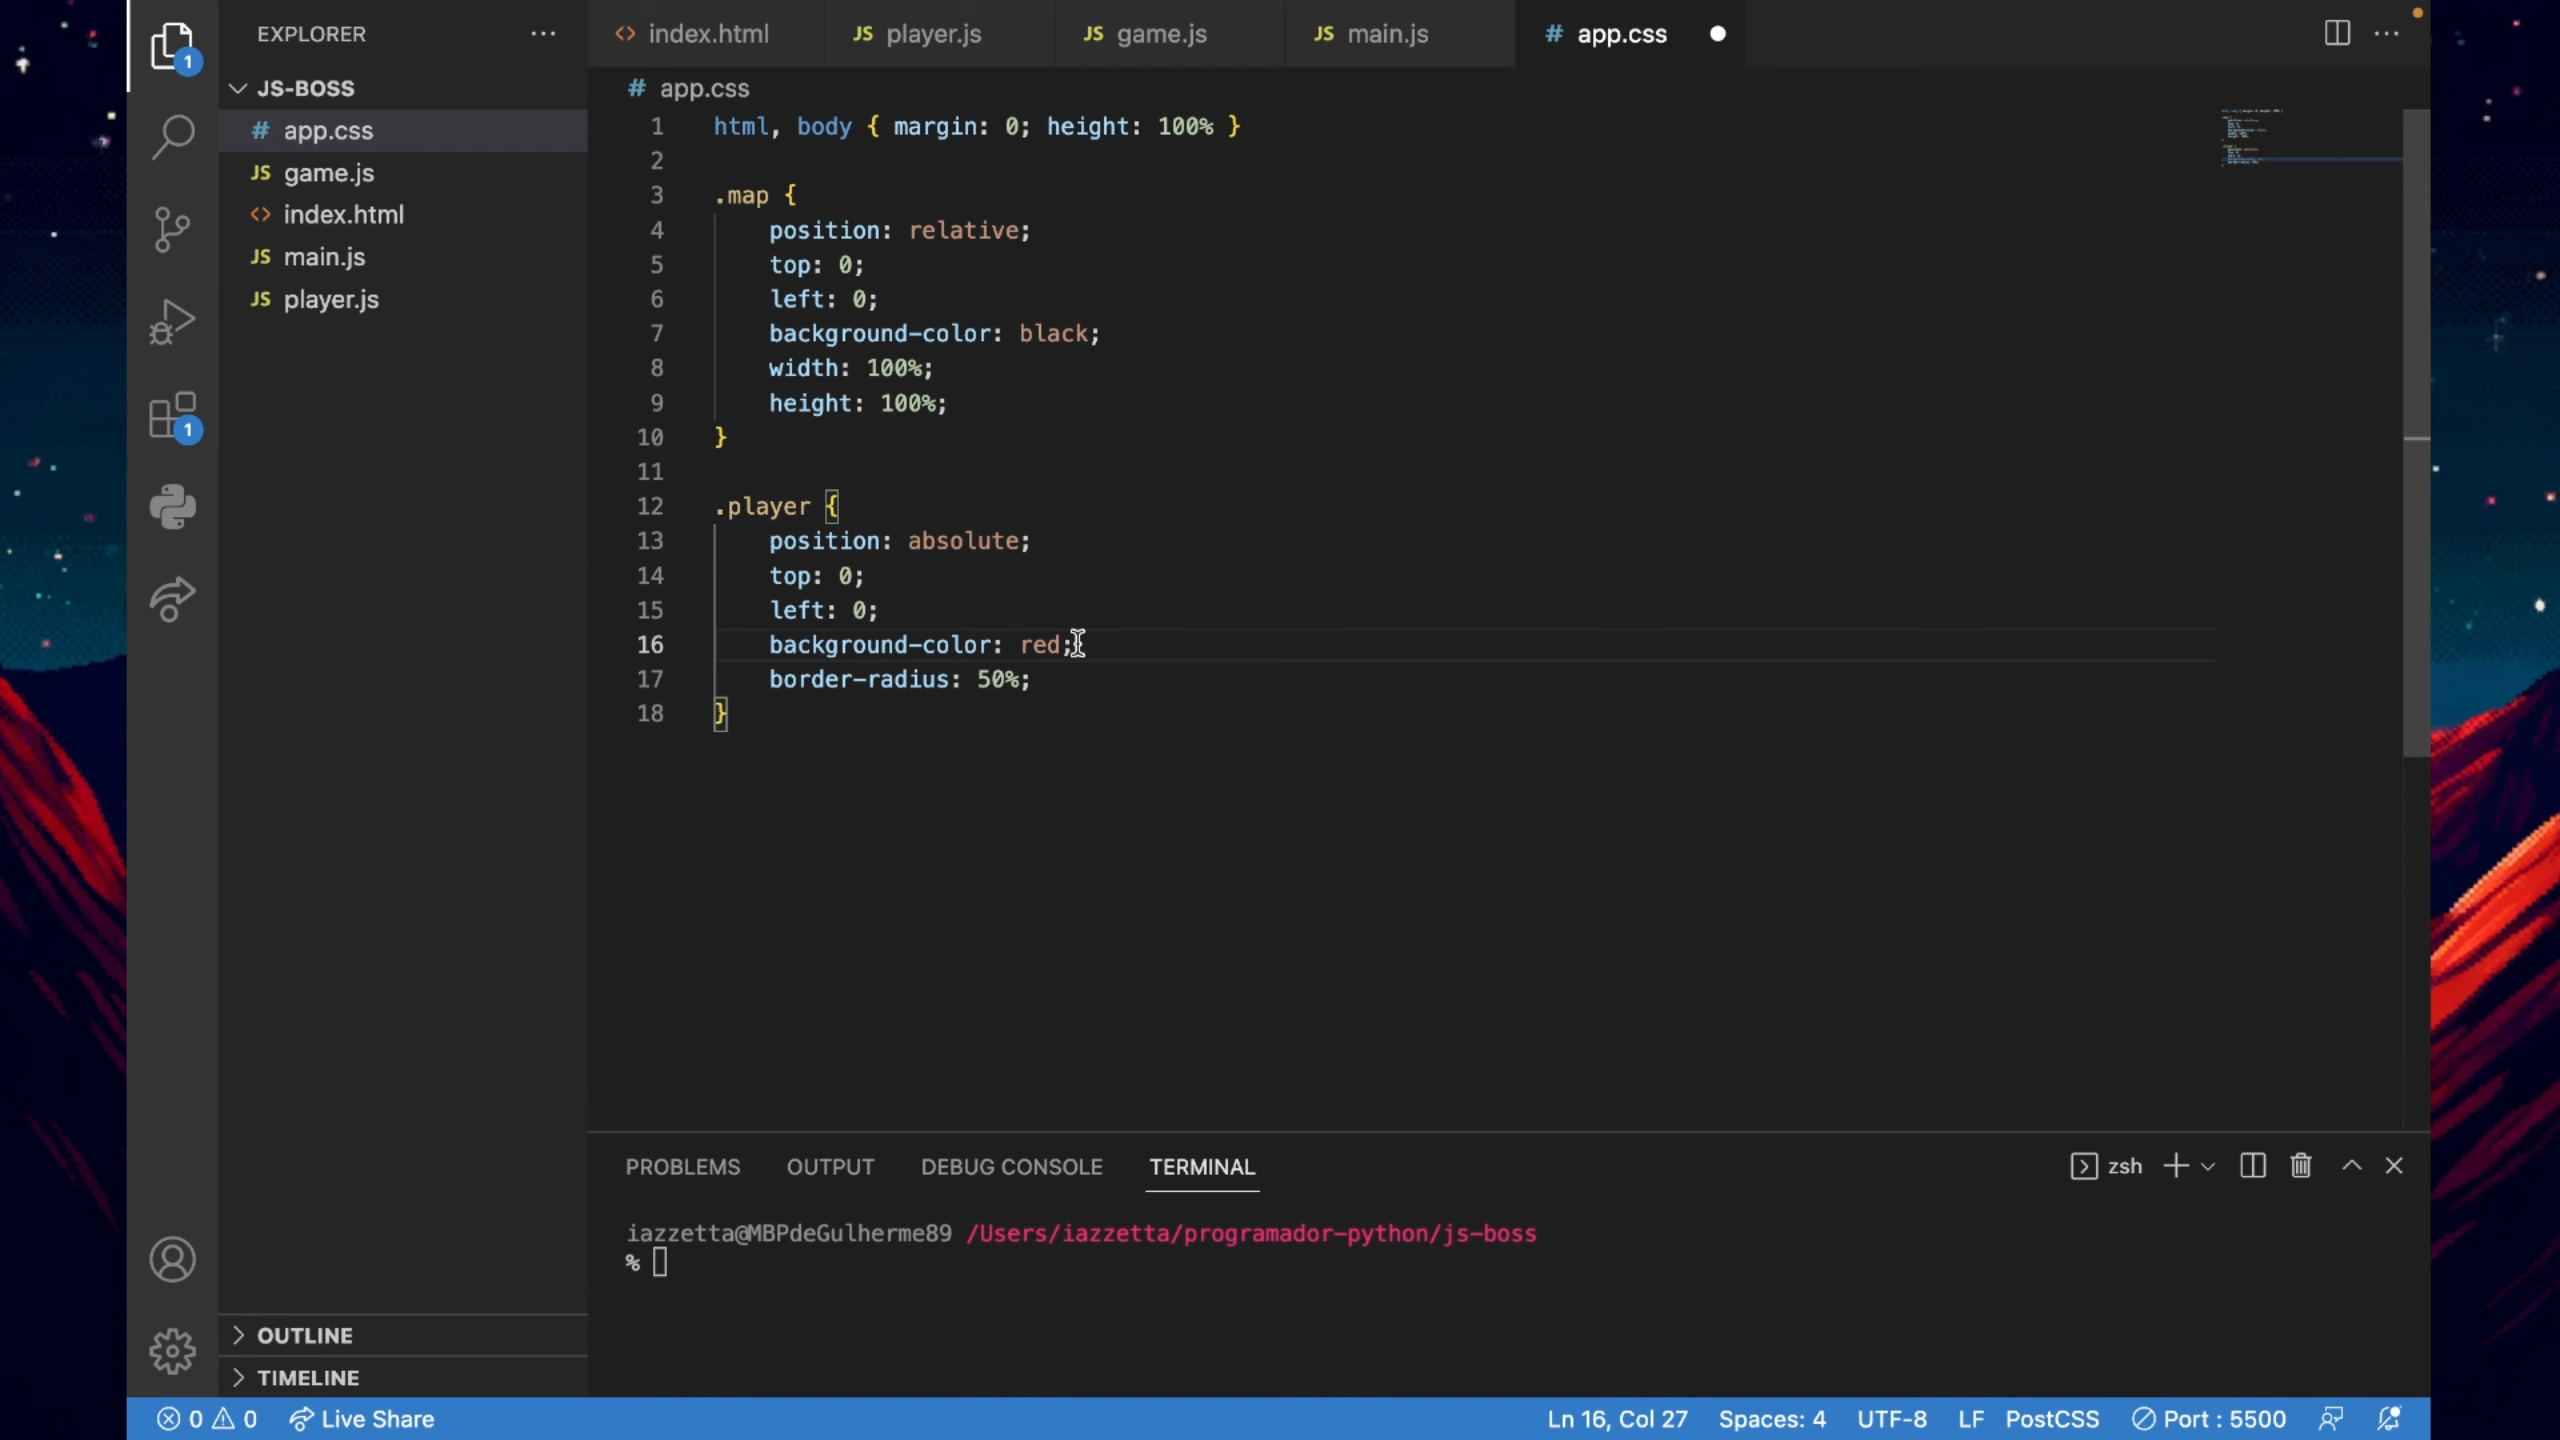 EXPLORER
JS-BOSS
# app.css
JS game.js
<> index.html
JS main.js
JS player.js
OUTLINE
TIMELINE
1
1
<> index.html
JS player.js
JS game.js
JS main.js
# app.css
# app.css
1 html, body { margin: 0; height: 100% }
2
3 .map {
4 position: relative;
5 top: 0;
6 left: 0;
7 background-color: black;
8 width: 100%;
9 height: 100%;
10 }
11
12 .player {
13 position: absolute;
14 top: 0;
15 left: 0;
16 background-color: red;
17 border-radius: 50%;
18 }
PROBLEMS OUTPUT DEBUG CONSOLE TERMINAL zsh
iazzetta@MBPdeGulherme89 /Users/iazzetta/programador-python/js-boss
%
0 0 Live Share Ln 16, Col 27 Spaces: 4 UTF-8 LF PostCSS Port : 5500